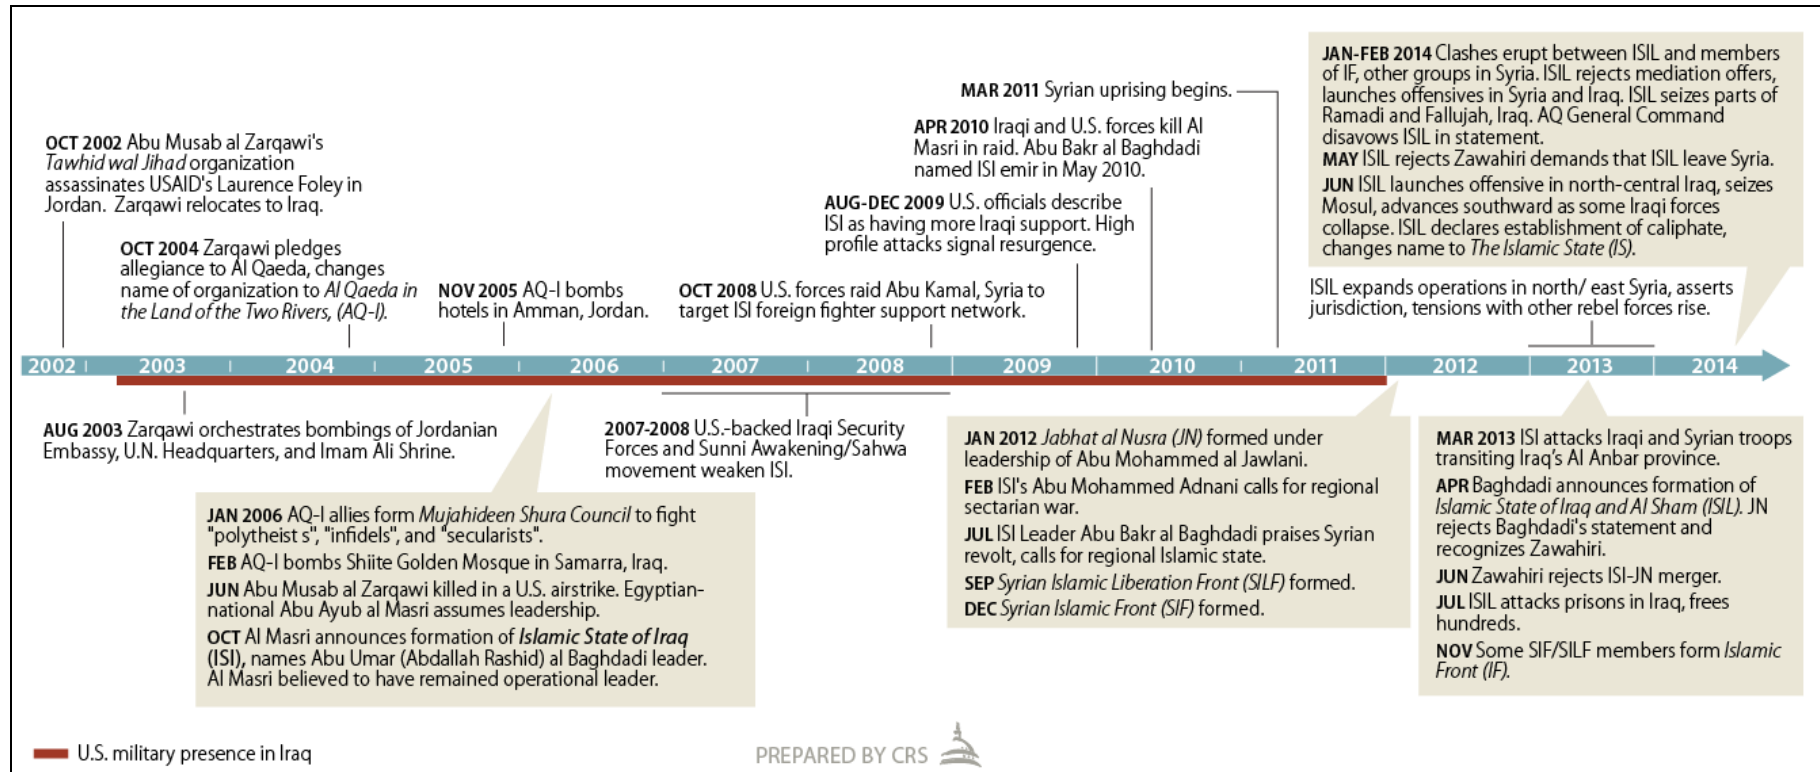 OCT 2002 Abu Musab al Zarqawi's
Tawhid wal Jihad organization
assassinates USAID's Laurence Foley in
Jordan. Zarqawi relocates to Iraq.
OCT 2004 Zarqawi pledges
allegiance to Al Qaeda, changes
name of organization to Al Qaeda in
the Land of the Two Rivers, (AQ-I).
NOV 2005 AQ-I bombs
hotels in Amman, Jordan.
OCT 2008 U.S. forces raid Abu Kamal, Syria to
target ISI foreign fighter support network.
AUG-DEC 2009 U.S. officials describe
ISI as having more Iraqi support. High
profile attacks signal resurgence.
APR 2010 Iraqi and U.S. forces kill Al
Masri in raid. Abu Bakr al Baghdadi
named ISI emir in May 2010.
MAR 2011 Syrian uprising begins.
JAN-FEB 2014 Clashes erupt between ISIL and members
of IF, other groups in Syria. ISIL rejects mediation offers,
launches offensives in Syria and Iraq. ISIL seizes parts of
Ramadi and Fallujah, Iraq. AQ General Command
disavows ISIL in statement.
MAY ISIL rejects Zawahiri demands that ISIL leave Syria.
JUN ISIL launches offensive in north-central Iraq, seizes
Mosul, advances southward as some Iraqi forces
collapse. ISIL declares establishment of caliphate,
changes name to The Islamic State (IS).
ISIL expands operations in north/ east Syria, asserts
jurisdiction, tensions with other rebel forces rise.
2002 2003 2004 2005 2006 2007 2008 2009 2010 2011 2012 2013 2014
AUG 2003 Zarqawi orchestrates bombings of Jordanian
Embassy, U.N. Headquarters, and Imam Ali Shrine.
JAN 2006 AQ-I allies form Mujahideen Shura Council to fight
"polytheist s", "infidels", and "secularists".
FEB AQ-I bombs Shiite Golden Mosque in Samarra, Iraq.
JUN Abu Musab al Zarqawi killed in a U.S. airstrike. Egyptian-
national Abu Ayub al Masri assumes leadership.
OCT Al Masri announces formation of Islamic State of Iraq
(ISI), names Abu Umar (Abdallah Rashid) al Baghdadi leader.
Al Masri believed to have remained operational leader.
2007-2008 U.S.-backed Iraqi Security
Forces and Sunni Awakening/Sahwa
movement weaken ISI.
JAN 2012 Jabhat al Nusra (JN) formed under
leadership of Abu Mohammed al Jawlani.
FEB ISI's Abu Mohammed Adnani calls for regional
sectarian war.
JUL ISI Leader Abu Bakr al Baghdadi praises Syrian
revolt, calls for regional Islamic state.
SEP Syrian Islamic Liberation Front (SILF) formed.
DEC Syrian Islamic Front (SIF) formed.
MAR 2013 ISI attacks Iraqi and Syrian troops
transiting Iraq's Al Anbar province.
APR Baghdadi announces formation of
Islamic State of Iraq and Al Sham (ISIL). JN
rejects Baghdadi's statement and
recognizes Zawahiri.
JUN Zawahiri rejects ISI-JN merger.
JUL ISIL attacks prisons in Iraq, frees
hundreds.
NOV Some SIF/SILF members form Islamic
Front (IF).
U.S. military presence in Iraq
PREPARED BY CRS